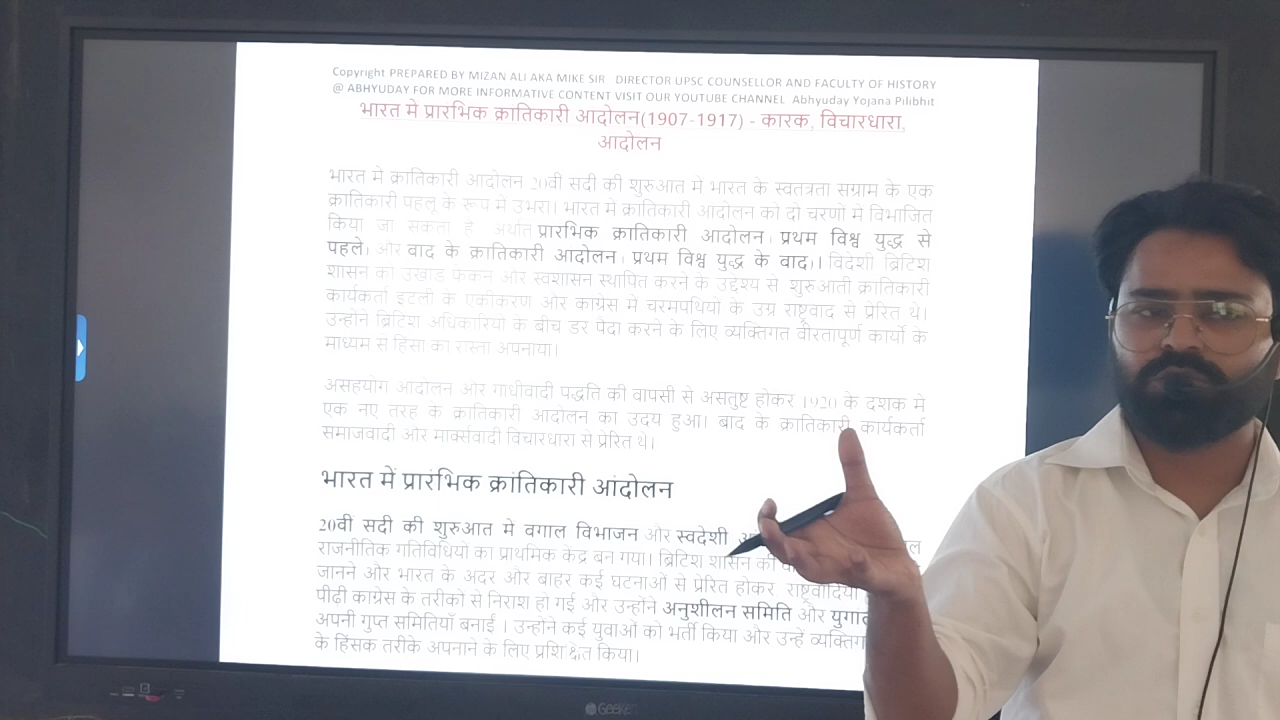 Copyright PREPARED BY MIZAN ALI AKA MIKE SIR DIRECTOR UPSC COUNSELLOR AND FACULTY OF HISTORY
@ ABHYUDAY FOR MORE INFORMATIVE CONTENT VISIT OUR YOUTUBE CHANNEL Abhyuday Yojana Pilibhit
भारत मे प्रारंभिक क्रांतिकारी आंदोलन(1907-1917) - कारक, विचारधारा,
आंदोलन
भारत में क्रांतिकारी आंदोलन 20वीं सदी की शुरुआत में भारत के स्वतंत्रता संग्राम के एक
क्रांतिकारी पहलू के रूप में उभरा। भारत में क्रांतिकारी आंदोलन को दो चरणों में विभाजित
किया जा सकता है अर्थात प्रारंभिक क्रांतिकारी आंदोलन ( प्रथम विश्व युद्ध से
पहले) और वाद के क्रांतिकारी आंदोलन ( प्रथम विश्व युद्ध के वाद)। विदेशी ब्रिटिश
शासन को उखाड़ फेंकने और स्वशासन स्थापित करने के उद्देश्य से शुरुआती क्रांतिकारी
कार्यकर्ता इटली के एकीकरण और कांग्रेस में चरमपंथियों के उग्र राष्ट्रवाद से प्रेरित थे।
उन्होंने ब्रिटिश अधिकारियों के बीच डर पैदा करने के लिए व्यक्तिगत वीरतापूर्ण कार्यों के
माध्यम से हिंसा का रास्ता अपनाया।
असहयोग आंदोलन और गांधीवादी पद्धति की वापसी से असंतुष्ट होकर 1920 के दशक में
एक नए तरह के क्रांतिकारी आंदोलन का उदय हुआ। बाद के क्रांतिकारी कार्यकर्ता
समाजवादी और मार्क्सवादी विचारधारा से प्रेरित थे।
भारत में प्रारंभिक क्रांतिकारी आंदोलन
20वीं सदी की शुरुआत में बंगाल विभाजन और स्वदेशी
राजनीतिक गतिविधियों का प्राथमिक केंद्र बन गया। ब्रिटिश शासन की
जानने और भारत के अंदर और बाहर कई घटनाओं से प्रेरित होकर, राष्ट्रवादियों
पीढ़ी कांग्रेस के तरीकों से निराश हो गई और उन्होंने अनुशीलन समिति और
अपनी गुप्त समितियाँ बनाईं । उन्होंने कई युवाओं को भर्ती किया और उन्हें
के हिंसक तरीके अपनाने के लिए प्रशिक्षित किया।